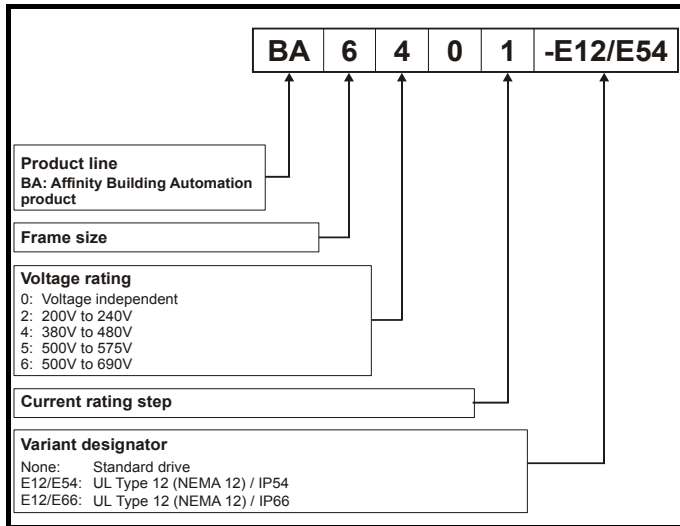 BA 6 4 0 1 -E12/E54
Product line
BA: Affinity Building Automation
product
Frame size
Voltage rating
0: Voltage independent
2: 200V to 240V
4: 380V to 480V
5: 500V to 575V
6: 500V to 690V
Current rating step
Variant designator
None: Standard drive
E12/E54: UL Type 12 (NEMA 12) / IP54
E12/E66: UL Type 12 (NEMA 12) / IP66